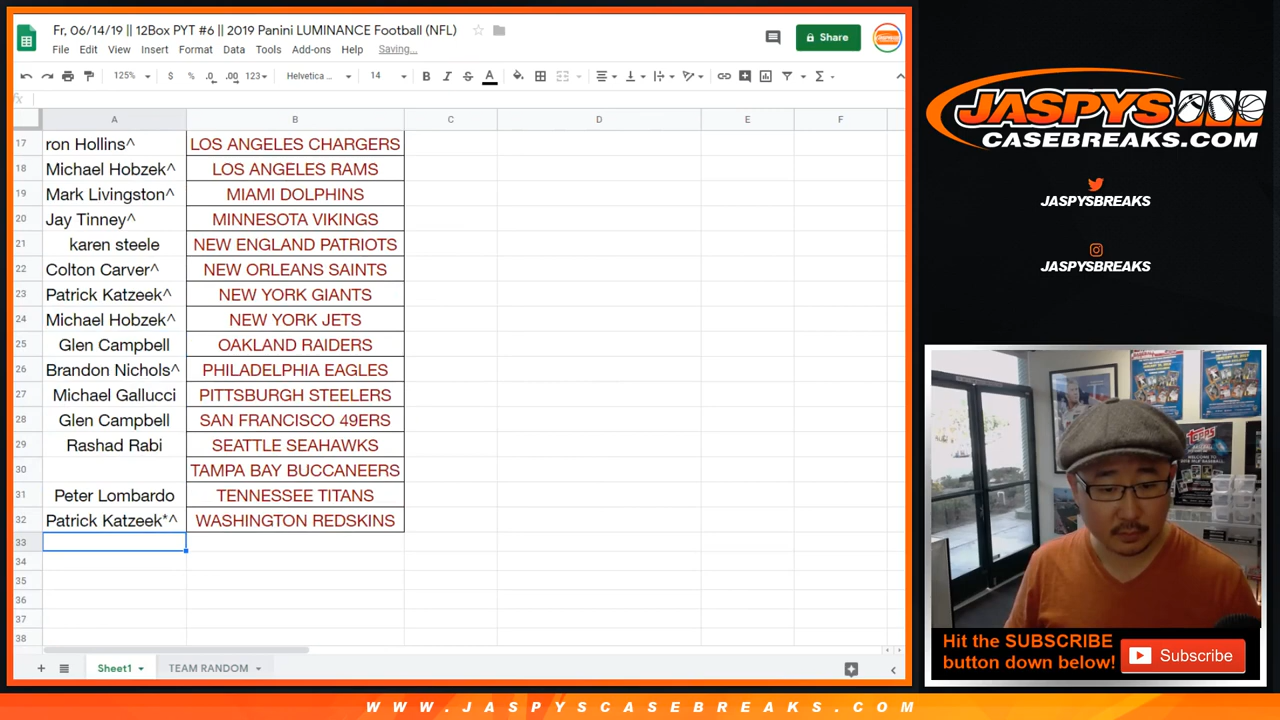 Fr, 06/14/19 || 12Box PYT #6 || 2019 Panini LUMINANCE Football (NFL)
File Edit View Insert Format Data Tools Add-ons Help Saving...
Share
125% $ % .0 .00 123 Helvetica ... 14 B I S A
fx
A B C D E F
17 ron Hollins^ LOS ANGELES CHARGERS
18 Michael Hobzek^ LOS ANGELES RAMS
19 Mark Livingston^ MIAMI DOLPHINS
20 Jay Tinney^ MINNESOTA VIKINGS
21 karen steele NEW ENGLAND PATRIOTS
22 Colton Carver^ NEW ORLEANS SAINTS
23 Patrick Katzeek^ NEW YORK GIANTS
24 Michael Hobzek^ NEW YORK JETS
25 Glen Campbell OAKLAND RAIDERS
26 Brandon Nichols^ PHILADELPHIA EAGLES
27 Michael Gallucci PITTSBURGH STEELERS
28 Glen Campbell SAN FRANCISCO 49ERS
29 Rashad Rabi SEATTLE SEAHAWKS
30 TAMPA BAY BUCCANEERS
31 Peter Lombardo TENNESSEE TITANS
32 Patrick Katzeek*^ WASHINGTON REDSKINS
33
34
35
36
37
38
Sheet1 TEAM RANDOM
JASPYS
CASEBREAKS.COM
JASPYSBREAKS
JASPYSBREAKS
topps
Hit the SUBSCRIBE
button down below!
Subscribe
WWW.JASPYSCASEBREAKS.COM